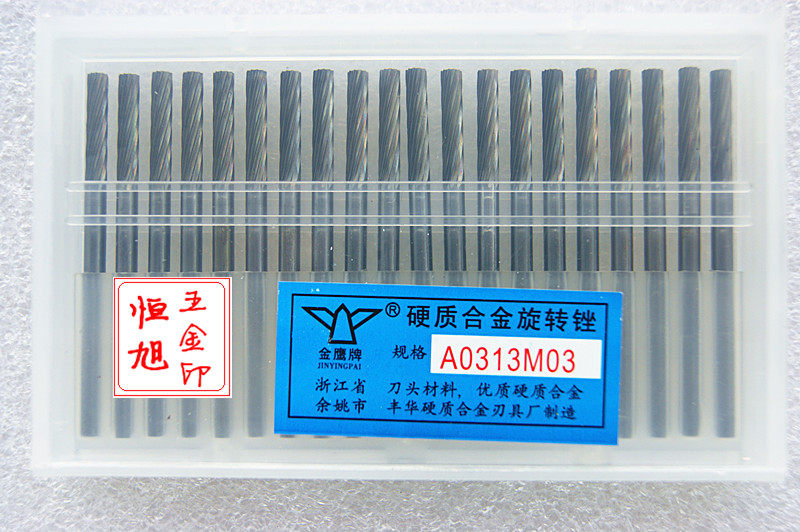 恒旭
五金印
®
硬质合金旋转锉
金鹰牌
JINYINGPAI
规格
A0313M03
浙江省 刀头材料, 优质硬质合金
余姚市 丰华硬质合金刃具厂制造